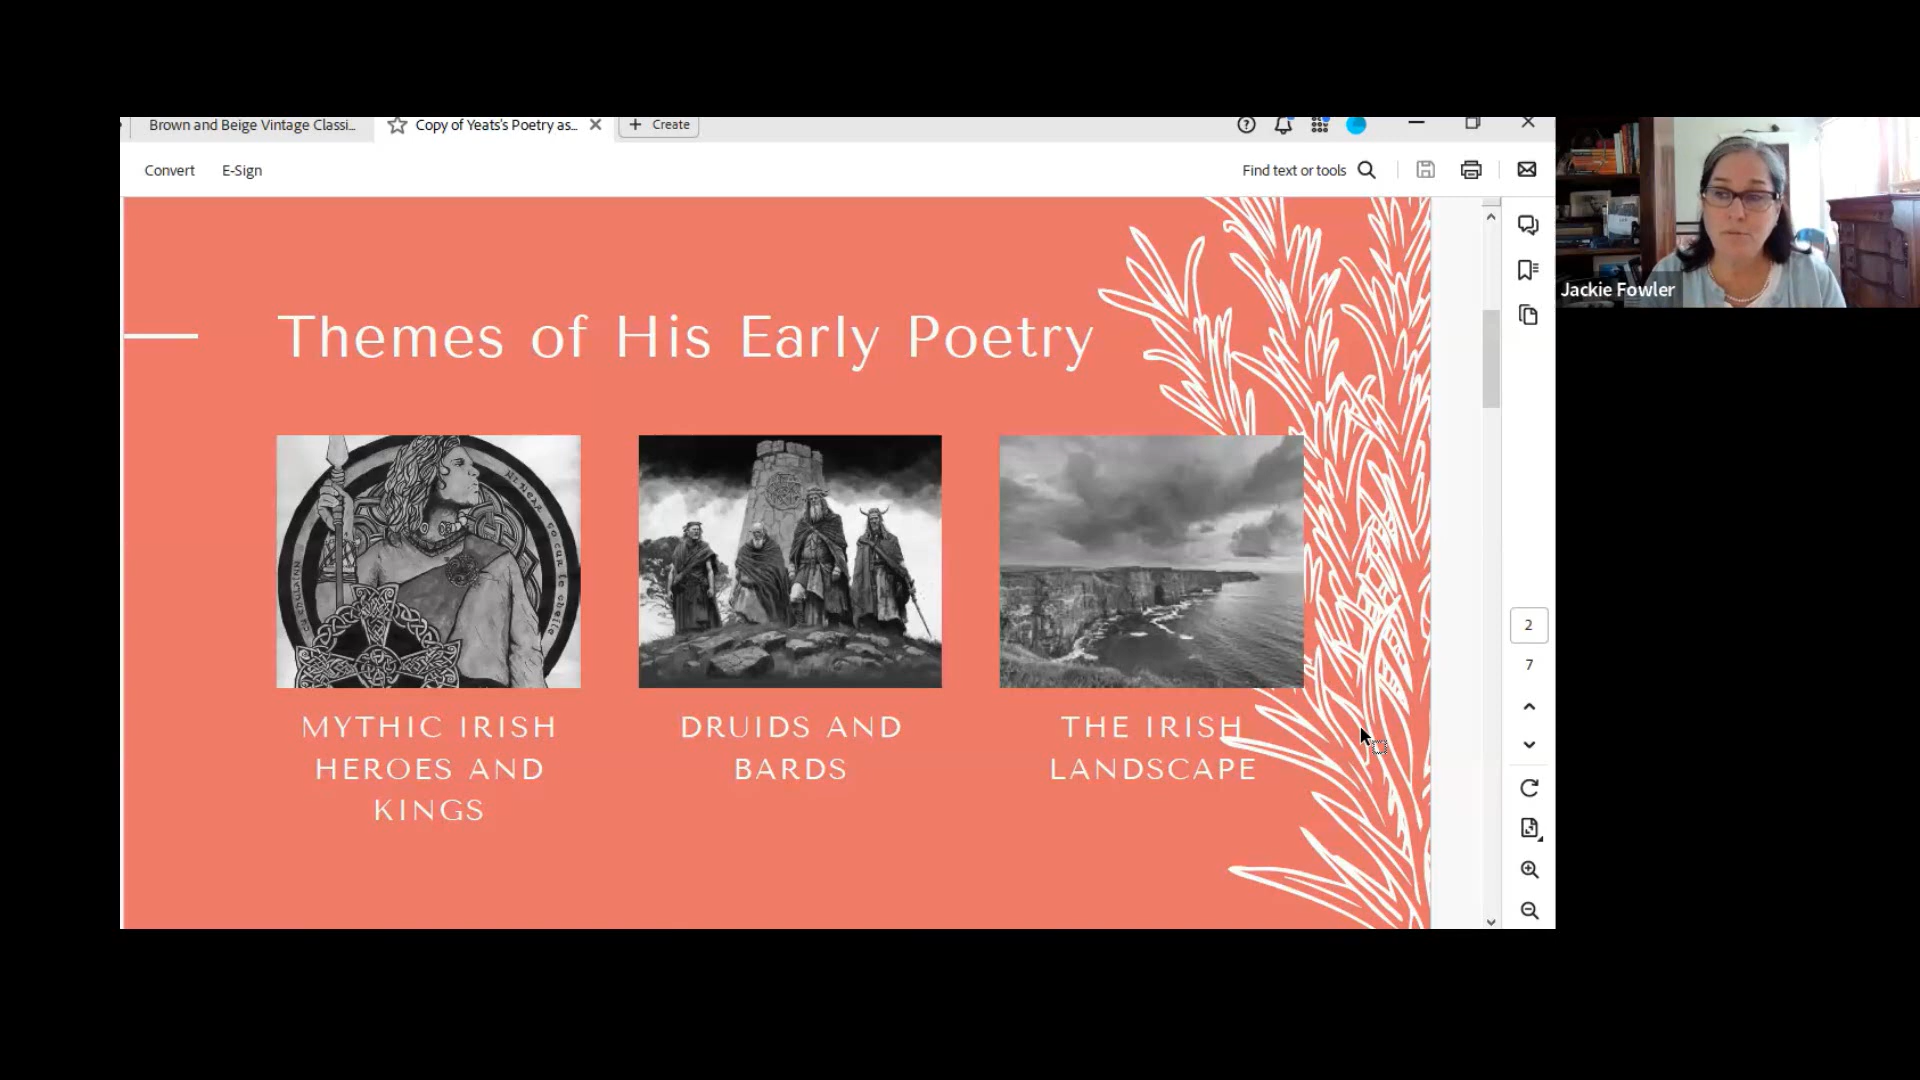 Brown and Beige Vintage Classi...
Copy of Yeats's Poetry as...
+ Create
Convert
E-Sign
Find text or tools
Jackie Fowler
Themes of His Early Poetry
MYTHIC IRISH
HEROES AND
KINGS
DRUIDS AND
BARDS
THE IRISH
LANDSCAPE
2
7